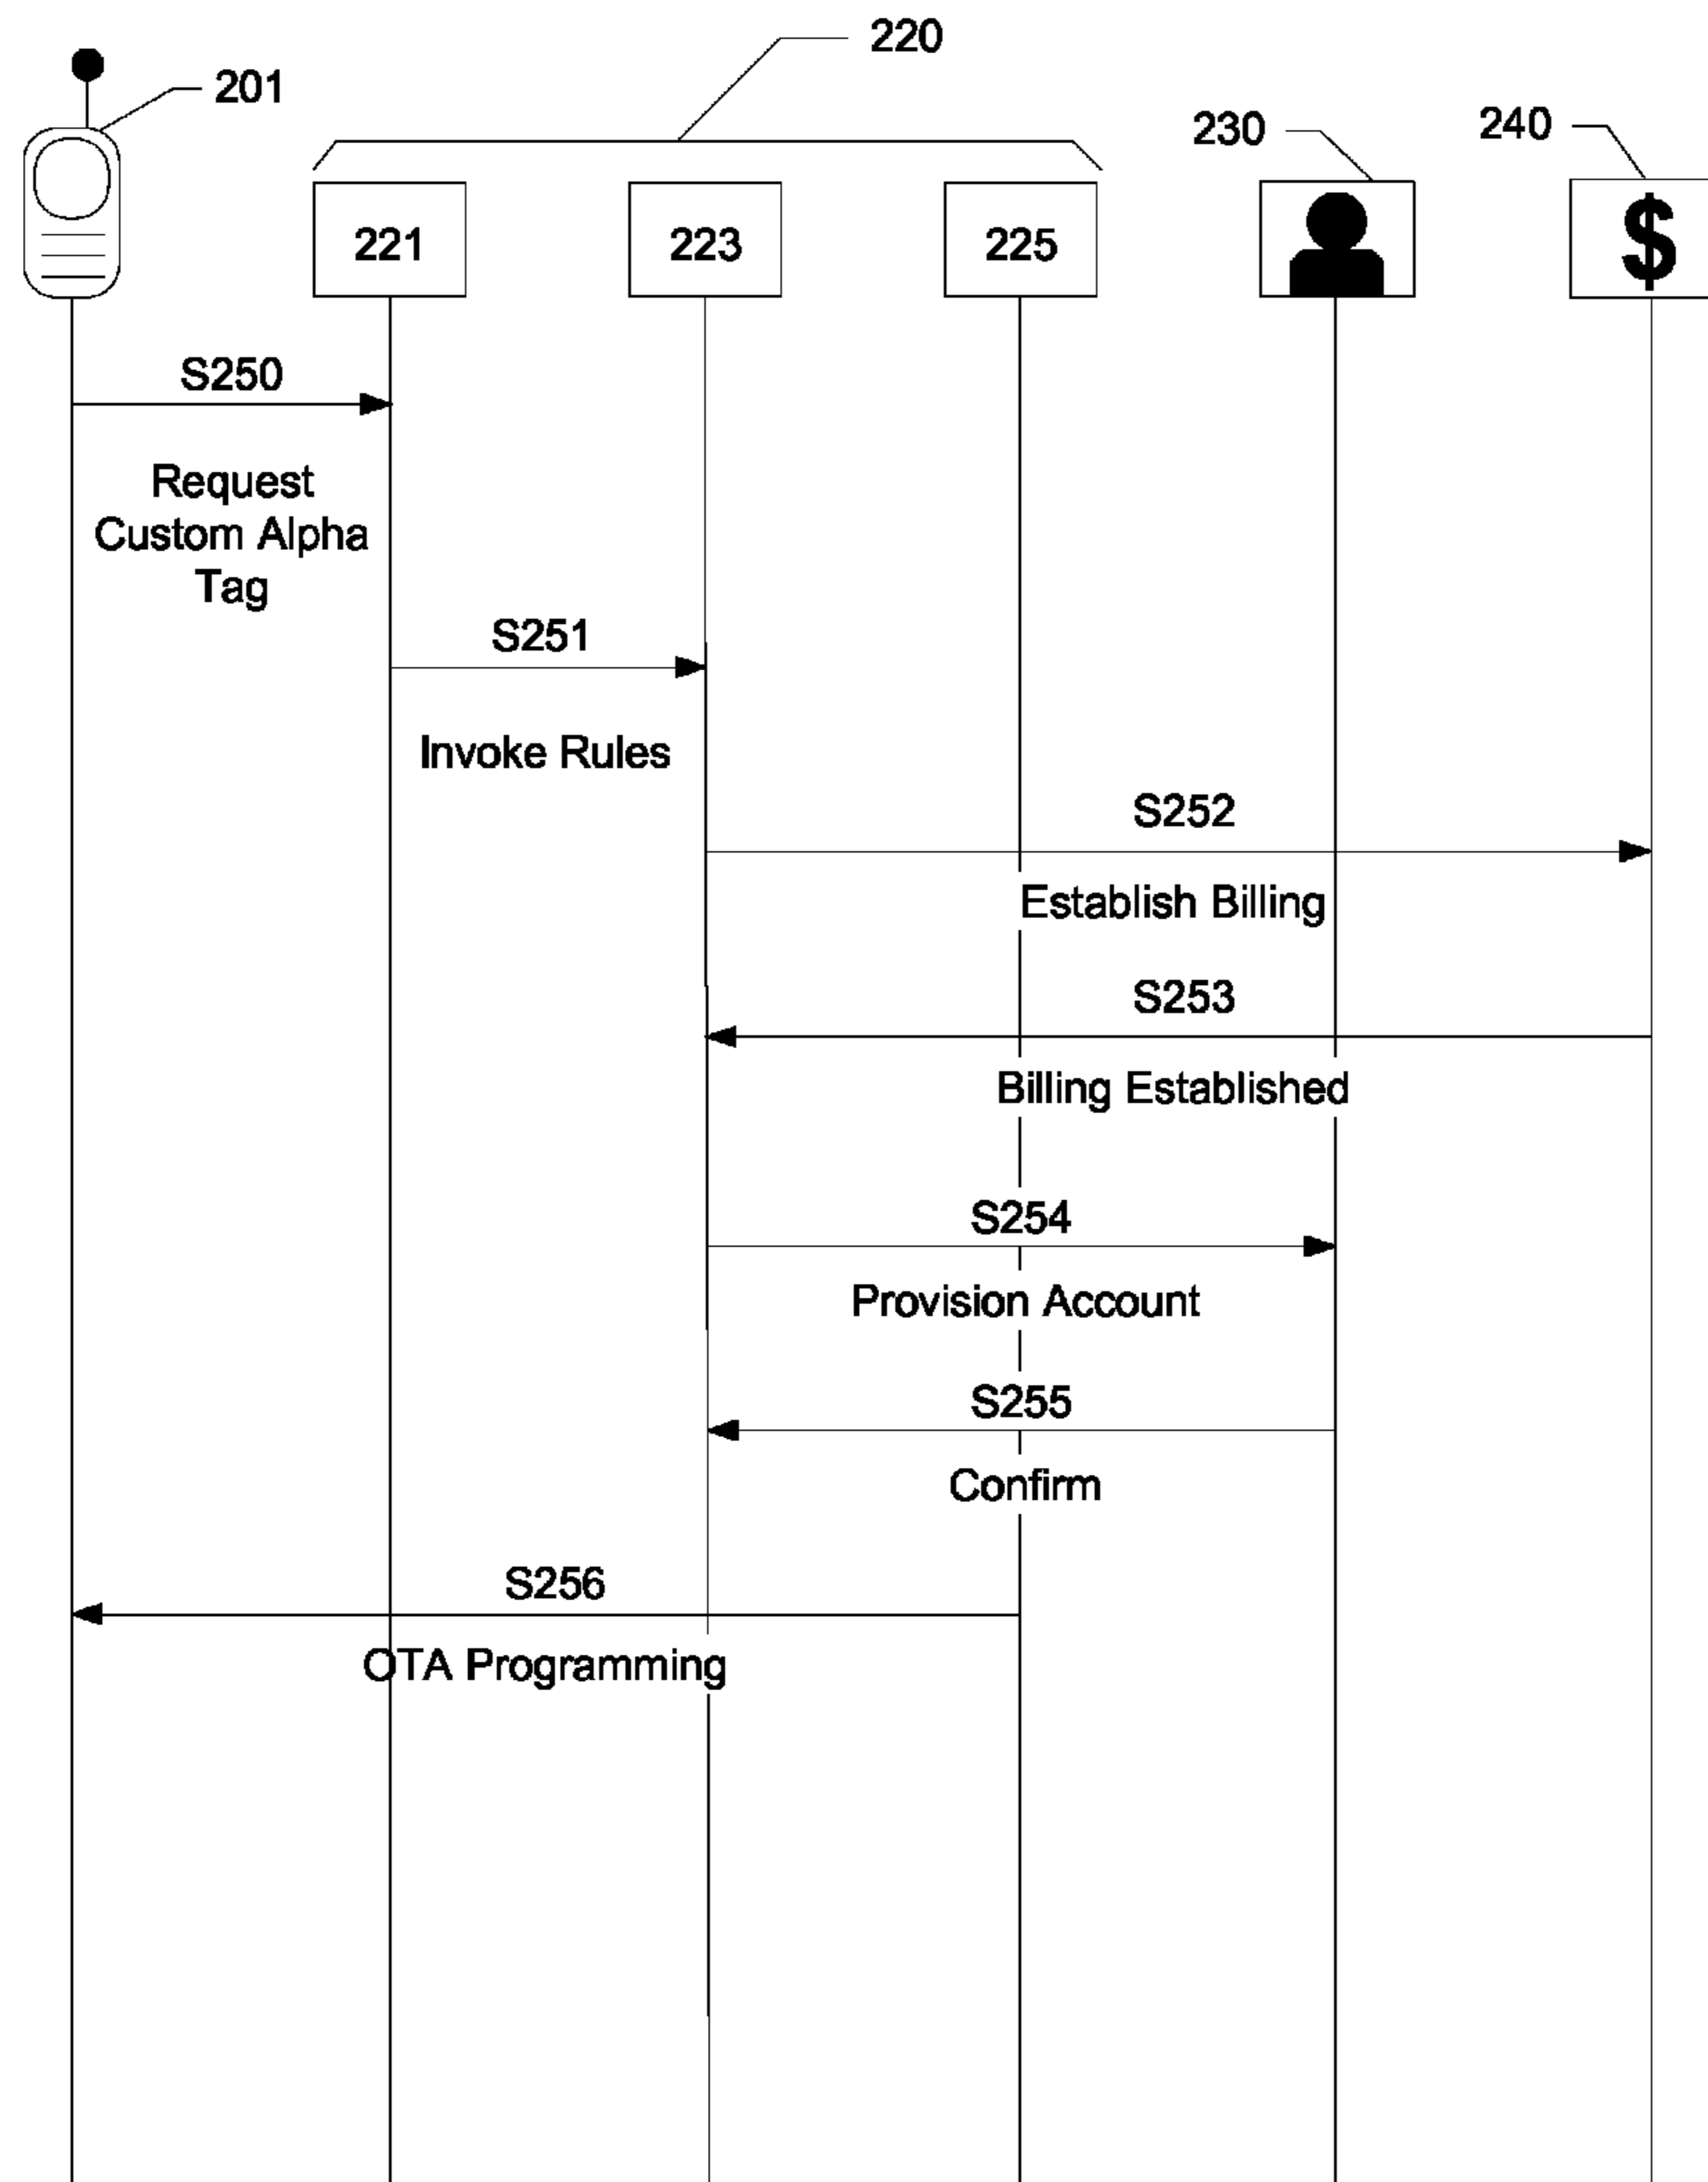 220
201
230
240
221
223
225
$
S250
Request
Custom Alpha
Tag
S251
Invoke Rules
S252
Establish Billing
S253
Billing Established
S254
Provision Account
S255
Confirm
S256
OTA Programming